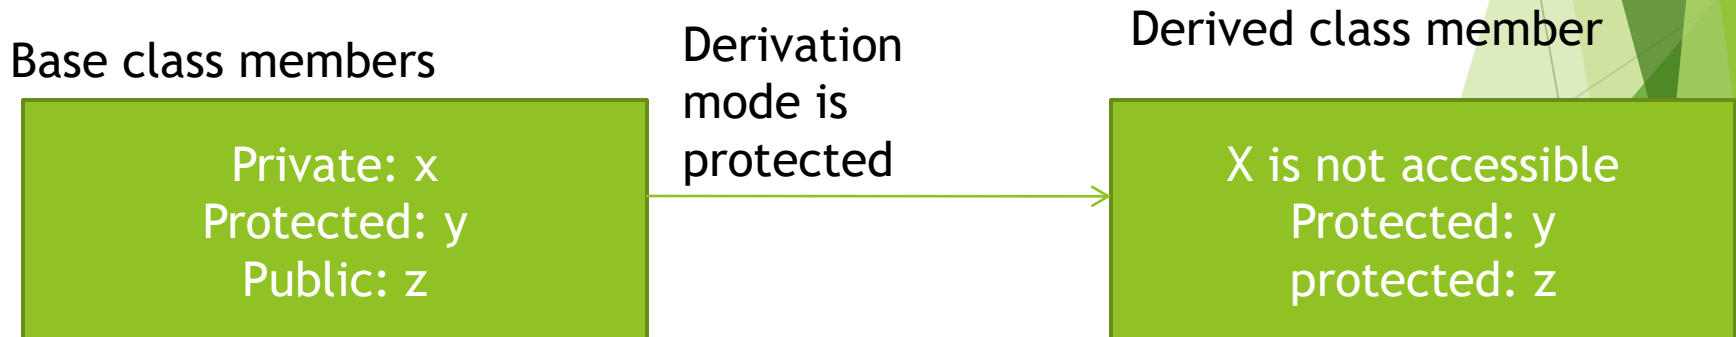 Base class members
Private: x
Protected: y
Public: z
Derivation
mode is
protected
Derived class member
X is not accessible
Protected: y
protected: z